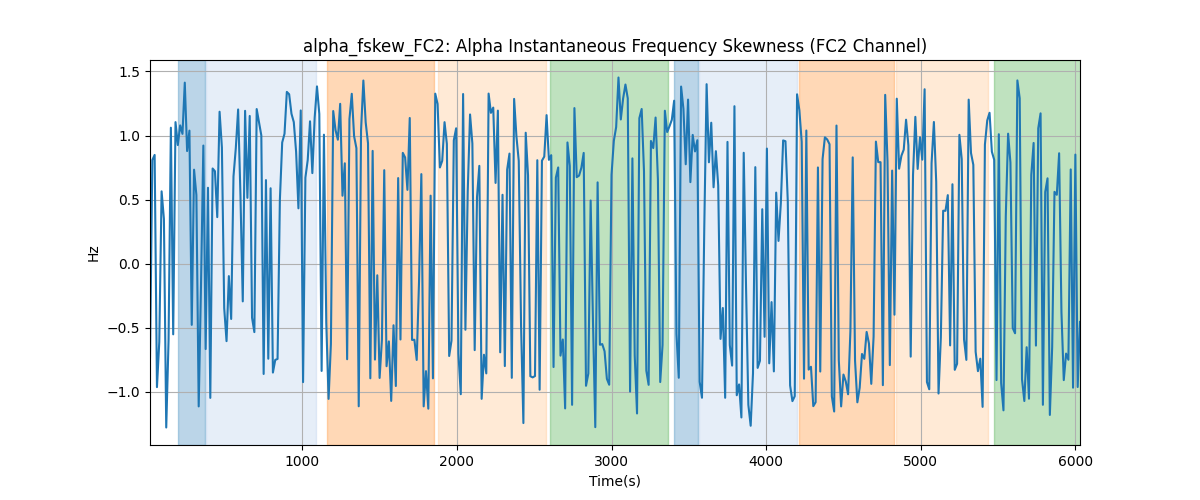 alpha_fskew_FC2: Alpha Instantaneous Frequency Skewness (FC2 Channel)
1.5
1.0
0.5
0.0
−0.5
−1.0
Hz
1000 2000 3000 4000 5000 6000
Time(s)